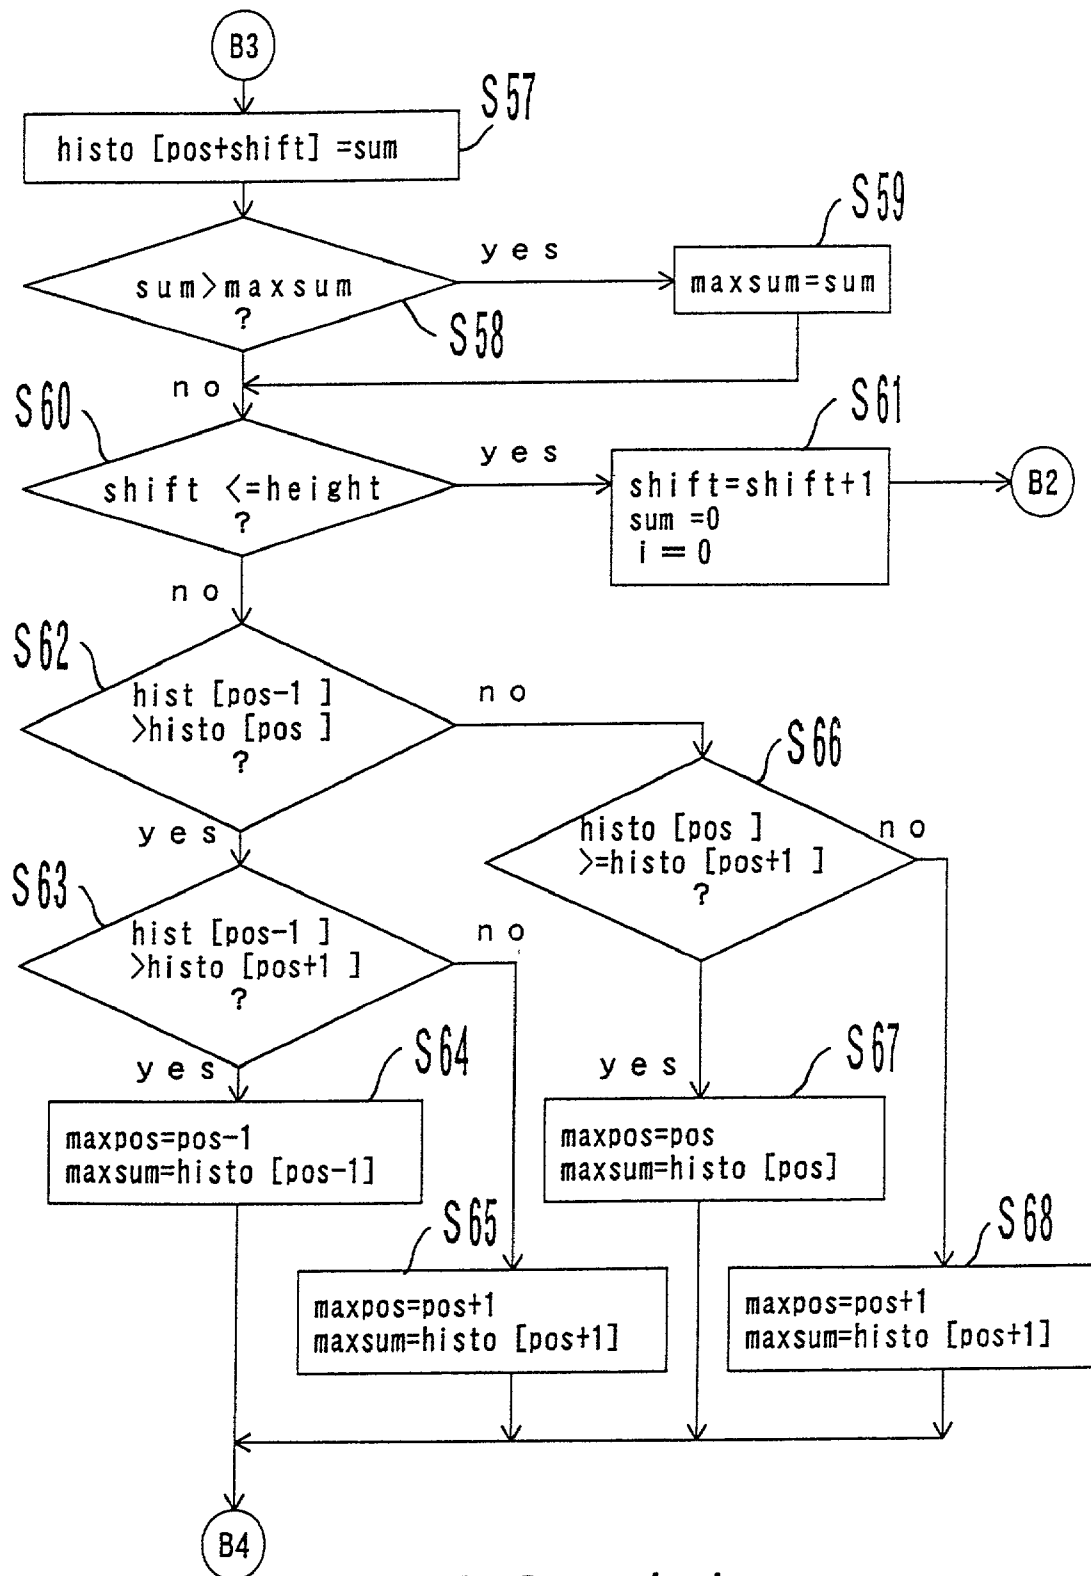 B3
S57
histo [pos+shift] =sum
S59
yes
sum>maxsum
?
maxsum=sum
S58
no
S60
S61
yes
shift <=height
?
shift=shift+1
sum =0
i = 0
B2
no
S62
hist [pos-1 ]
>histo [pos ]
?
no
S66
yes
histo [pos ]
>=histo [pos+1 ]
?
no
S63
hist [pos-1 ]
>histo [pos+1 ]
?
no
yes
S64
yes
S67
maxpos=pos-1
maxsum=histo [pos-1]
maxpos=pos
maxsum=histo [pos]
S65
S68
maxpos=pos+1
maxsum=histo [pos+1]
maxpos=pos+1
maxsum=histo [pos+1]
B4